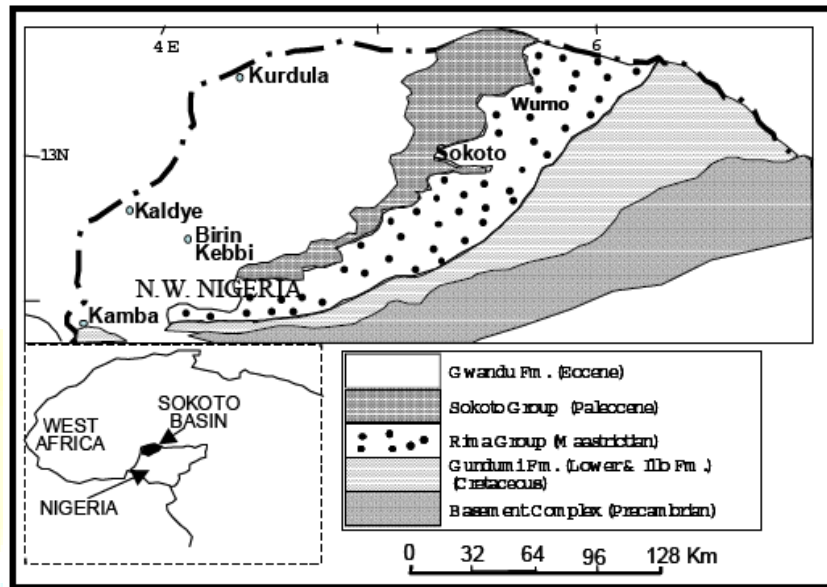 4 E
6
Kurdula
Wurno
13N
Sokoto
Kaldye
Birin
Kebbi
N.W. NIGERIA
Kamba
SOKOTO
BASIN
WEST
AFRICA
NIGERIA
Gwandu Fm. (Eocene)
Sokoto Group (Paleocene)
Rima Group (Maastrictian)
Gundumi Fm. (Lower & Illo Fm.)
(Cretaceous)
Basement Complex (Precambrian)
0 32 64 96 128 Km